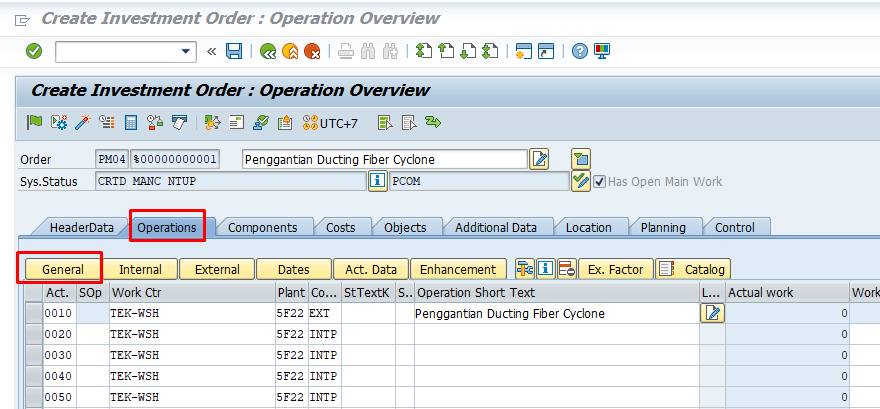 Create Investment Order : Operation Overview
Create Investment Order : Operation Overview
UTC+7
Order PM04 %00000000001 Penggantian Ducting Fiber Cyclone
Sys.Status CRTD MANC NTUP PCOM Has Open Main Work
HeaderData Operations Components Costs Objects Additional Data Location Planning Control
General Internal External Dates Act. Data Enhancement Ex. Factor Catalog
Act. SOp Work Ctr Plant Co... StTextK S... Operation Short Text L... Actual work Work
0010 TEK-WSH 5F22 EXT Penggantian Ducting Fiber Cyclone 0
0020 TEK-WSH 5F22 INTP 0
0030 TEK-WSH 5F22 INTP 0
0040 TEK-WSH 5F22 INTP 0
0050 TEK-WSH 5F22 INTP 0